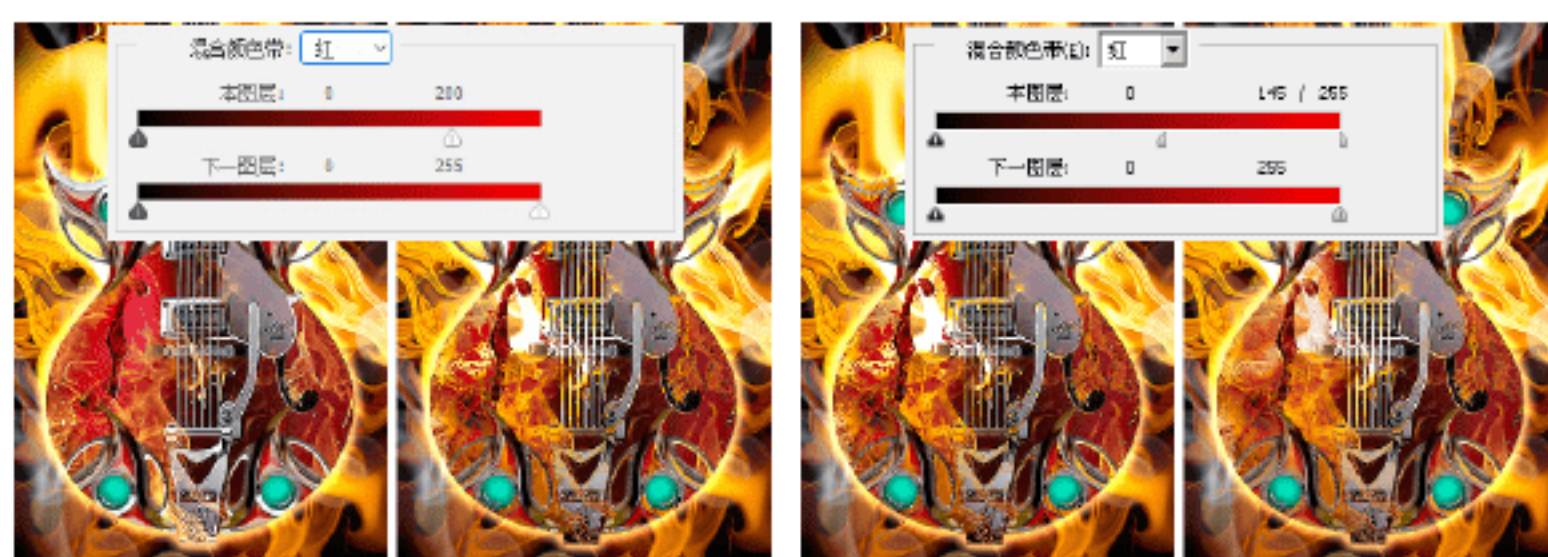 混合颜色带: 红
本图层: 0 200
下一图层: 0 255
混合颜色带(E): 红
本图层: 0 145 / 255
下一图层: 0 255